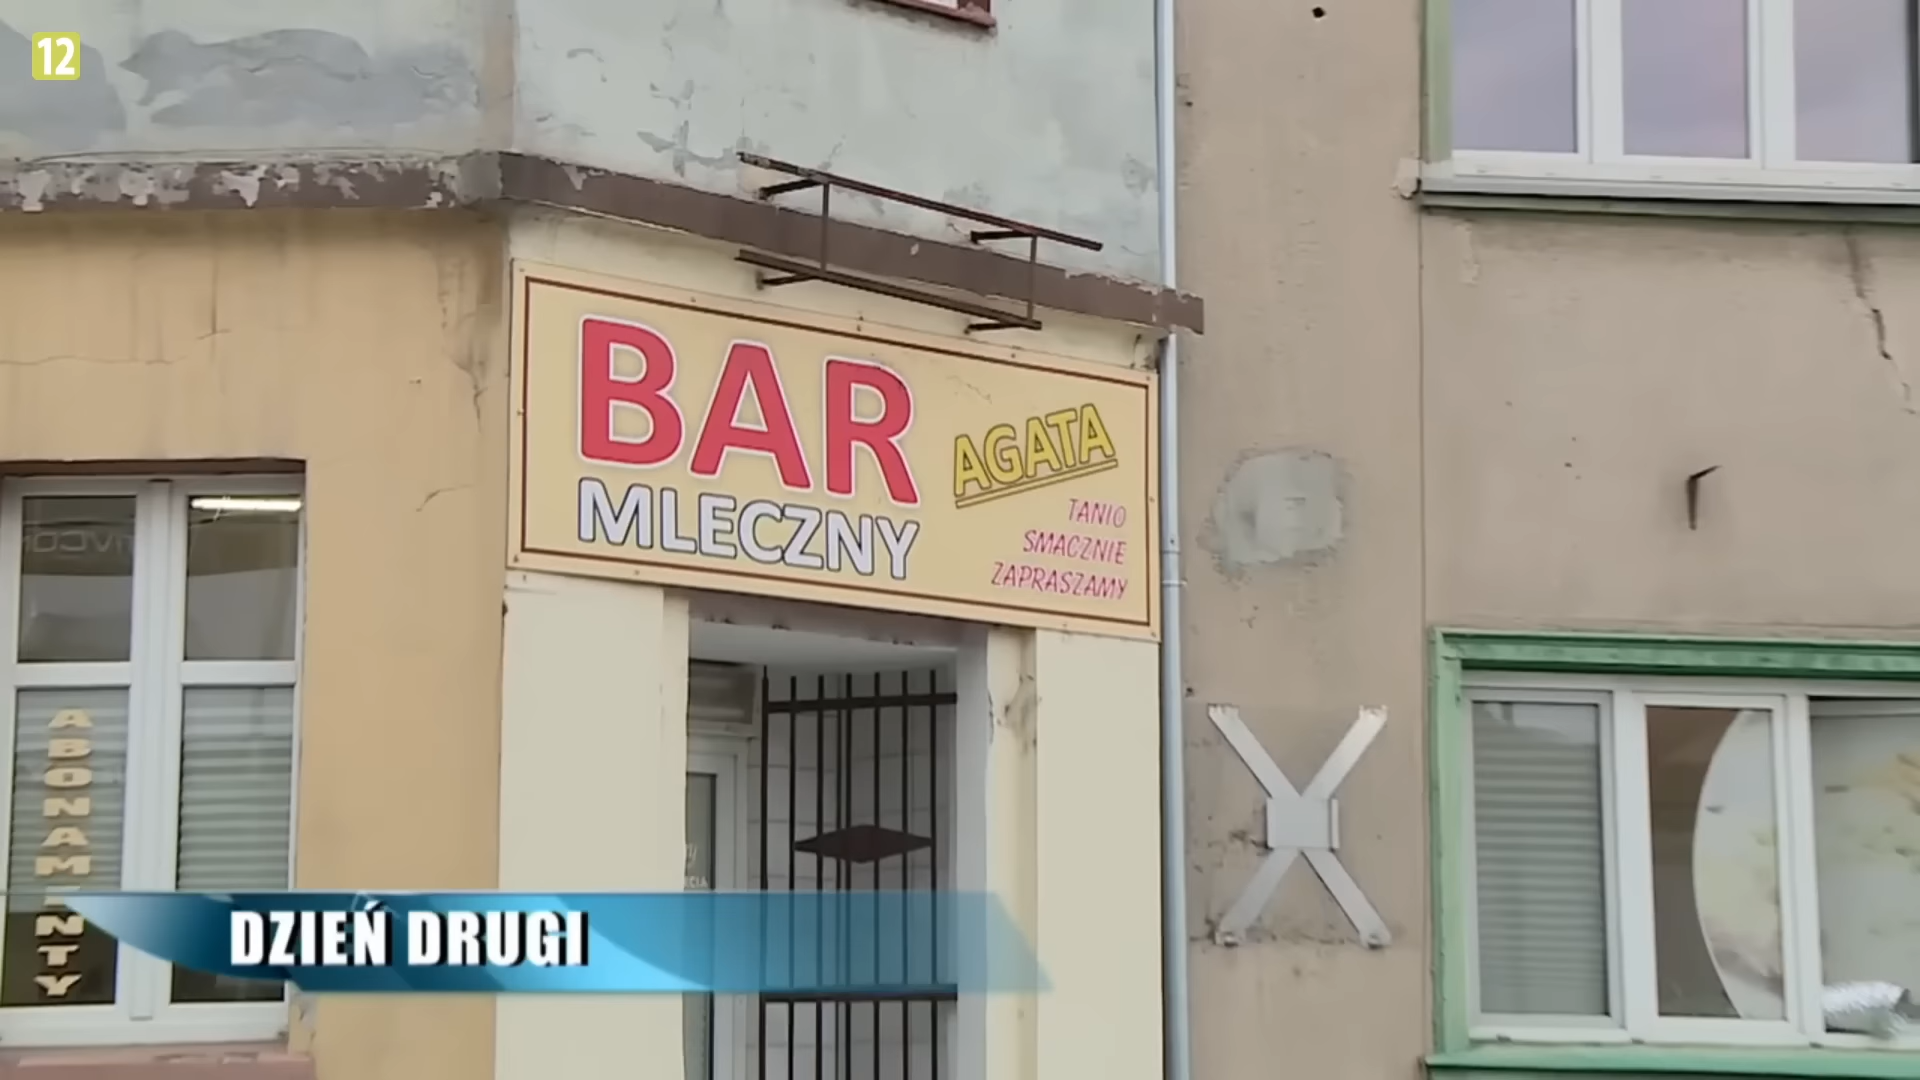 12
BAR
MLECZNY
AGATA
TANIO
SMACZNIE
ZAPRASZAMY
ABONAMENTY
DZIEŃ DRUGI